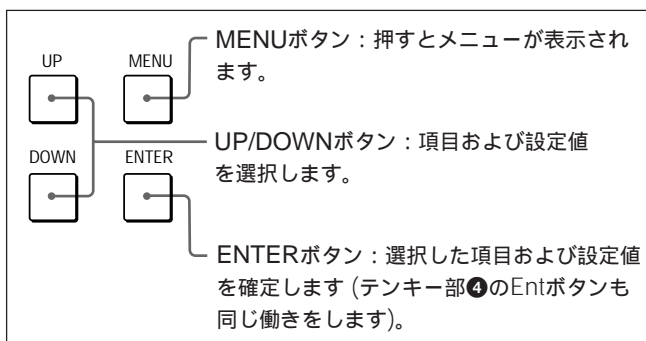 UP MENU
DOWN ENTER
MENUボタン：押すとメニューが表示され
ます。
UP/DOWNボタン：項目および設定値
を選択します。
ENTERボタン：選択した項目および設定値
を確定します (テンキー部❹のEntボタンも
同じ働きをします)。